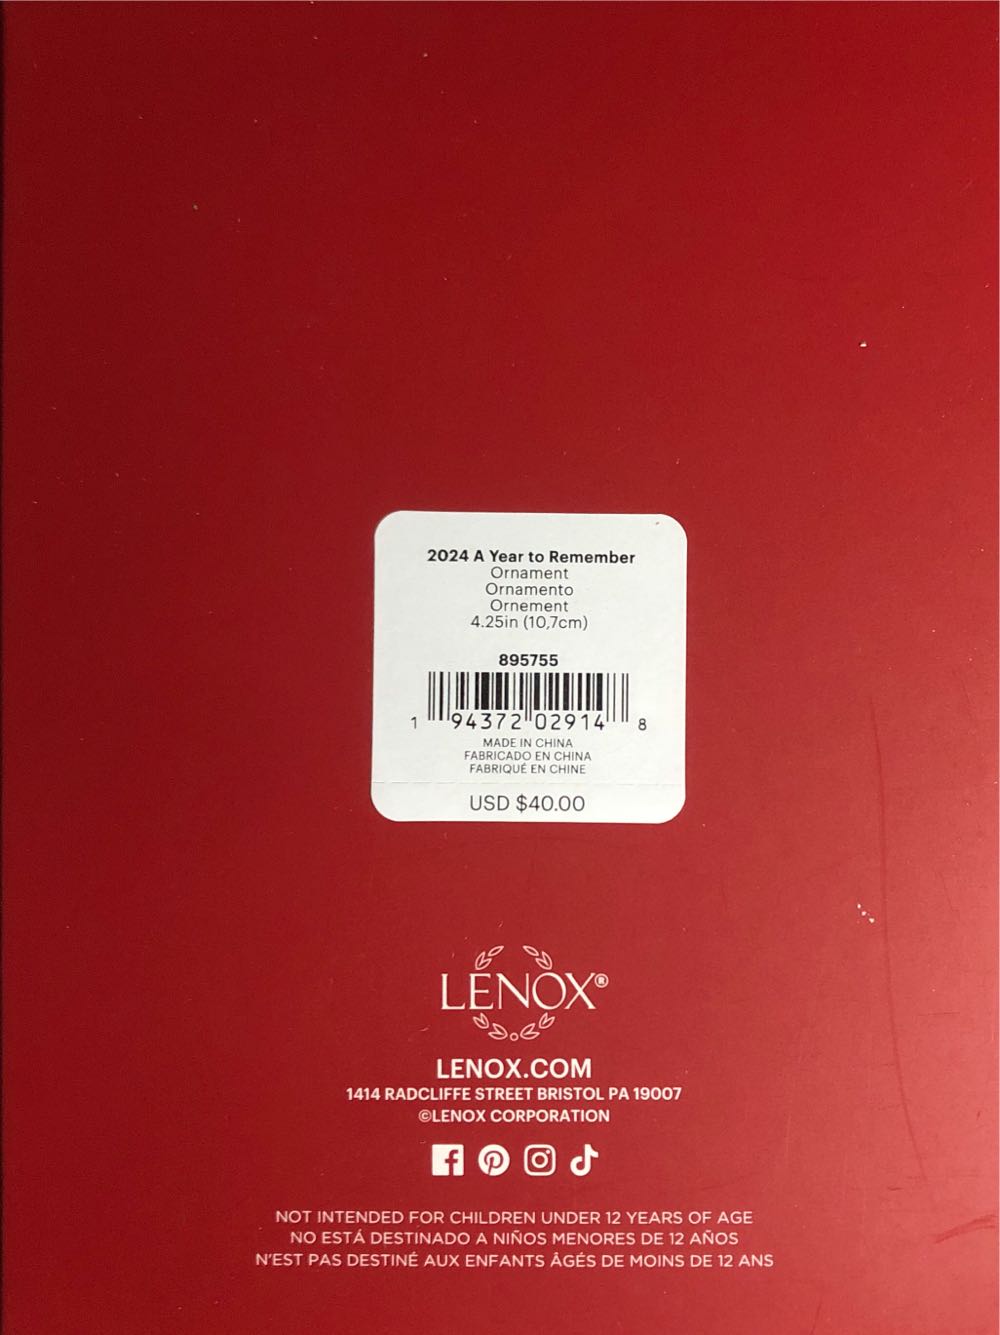 2024 A Year to Remember
Ornament
Ornamento
Ornement
4.25in (10,7cm)
895755
1 94372 02914 8
MADE IN CHINA
FABRICADO EN CHINA
FABRIQUÉ EN CHINE
USD $40.00
LENOX®
LENOX.COM
1414 RADCLIFFE STREET BRISTOL PA 19007
©LENOX CORPORATION
NOT INTENDED FOR CHILDREN UNDER 12 YEARS OF AGE
NO ESTÁ DESTINADO A NIÑOS MENORES DE 12 AÑOS
N'EST PAS DESTINÉ AUX ENFANTS ÂGÉS DE MOINS DE 12 ANS